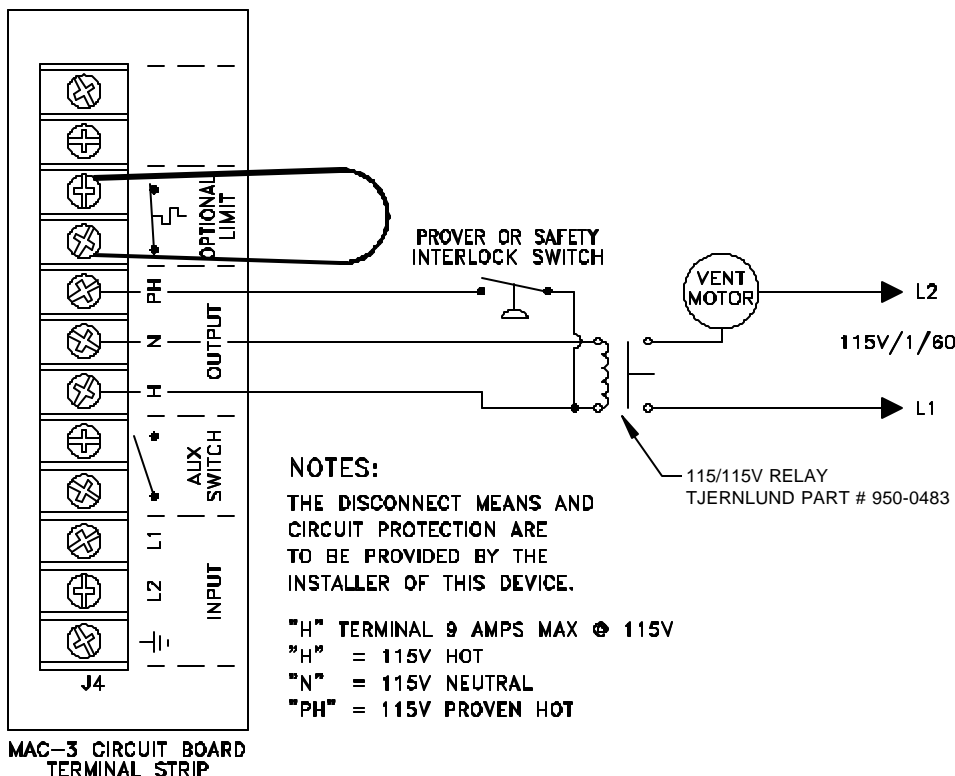 OPTIONAL
LIMIT
PH
N
H
OUTPUT
AUX
SWITCH
L1
L2
INPUT
J4
MAC-3 CIRCUIT BOARD
TERMINAL STRIP
PROVER OR SAFETY
INTERLOCK SWITCH
VENT
MOTOR
L2
115V/1/60
L1
115/115V RELAY
TJERNLUND PART # 950-0483
NOTES:
THE DISCONNECT MEANS AND
CIRCUIT PROTECTION ARE
TO BE PROVIDED BY THE
INSTALLER OF THIS DEVICE.
"H" TERMINAL 9 AMPS MAX @ 115V
"H" = 115V HOT
"N" = 115V NEUTRAL
"PH" = 115V PROVEN HOT